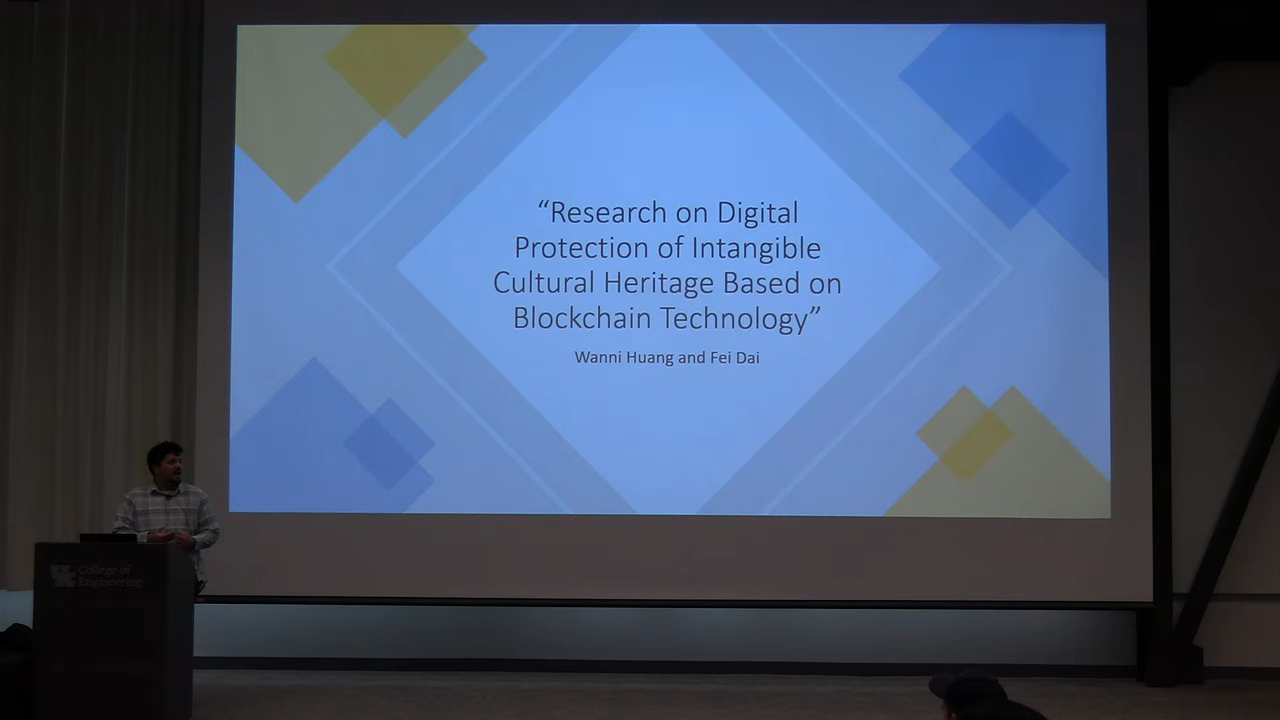 “Research on Digital
Protection of Intangible
Cultural Heritage Based on
Blockchain Technology”
Wanni Huang and Fei Dai
UK College of
Engineering